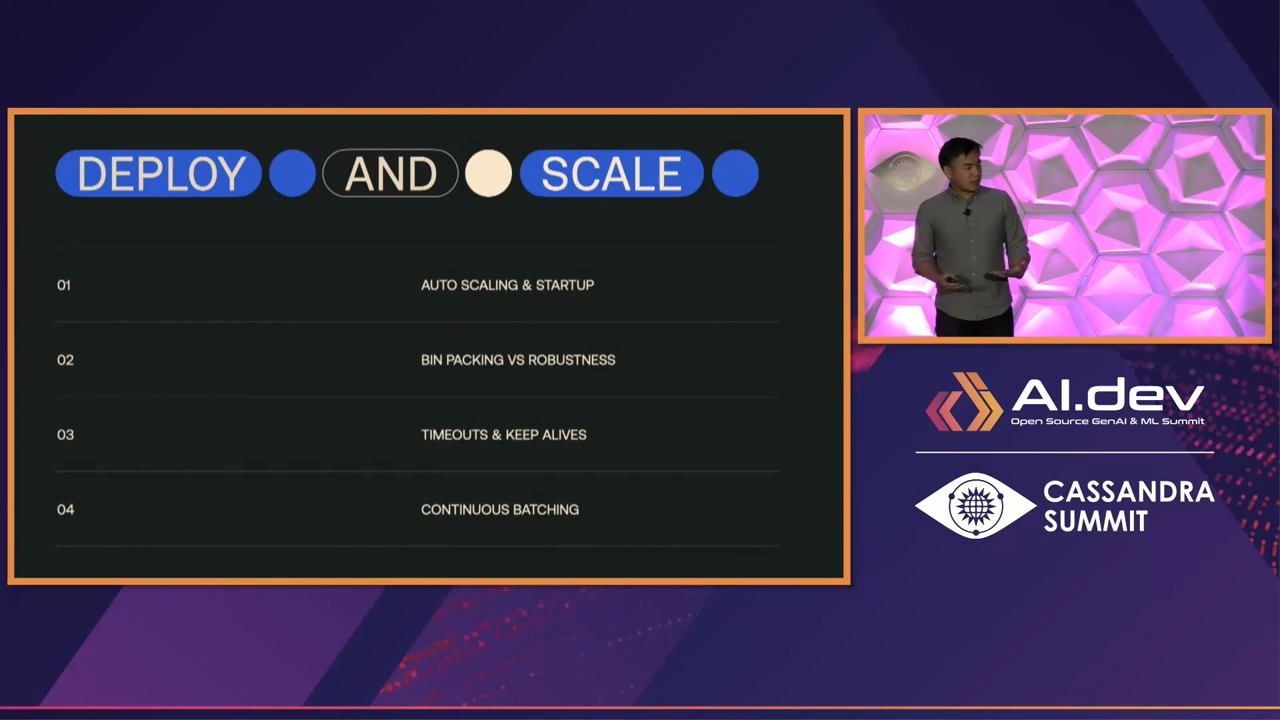 DEPLOY AND SCALE
01 AUTO SCALING & STARTUP
02 BIN PACKING VS ROBUSTNESS
03 TIMEOUTS & KEEP ALIVES
04 CONTINUOUS BATCHING
AI.dev
Open Source GenAI & ML Summit
CASSANDRA
SUMMIT